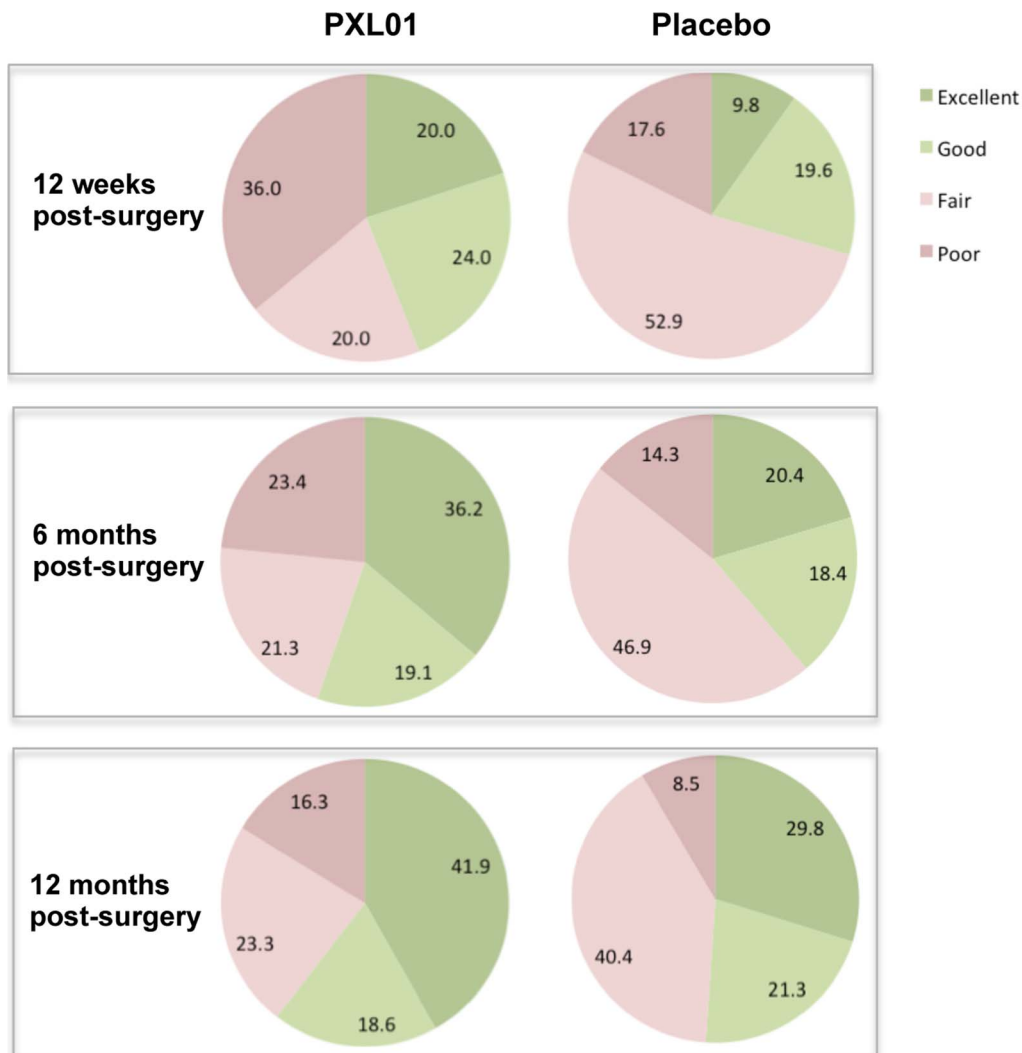 PXL01 Placebo
12 weeks
post-surgery
20.0
24.0
20.0
36.0
9.8
19.6
52.9
17.6
Excellent
Good
Fair
Poor
6 months
post-surgery
36.2
19.1
21.3
23.4
20.4
18.4
46.9
14.3
12 months
post-surgery
41.9
18.6
23.3
16.3
29.8
21.3
40.4
8.5